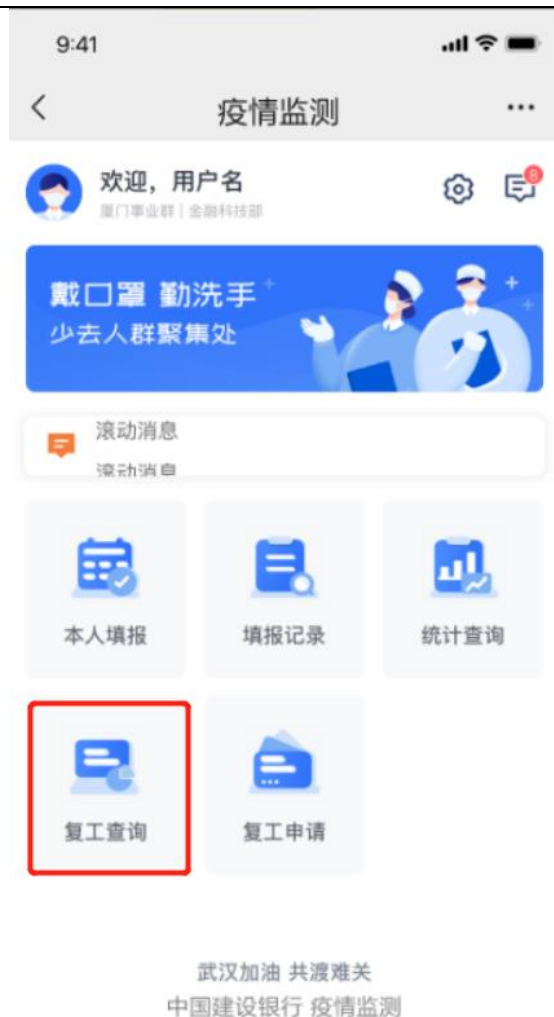 9:41
疫情监测
欢迎，用户名
厦门事业群 | 金融科技部
8
戴口罩 勤洗手
少去人群聚集处
滚动消息
滚动消息
本人填报
填报记录
统计查询
复工查询
复工申请
武汉加油 共渡难关
中国建设银行 疫情监测